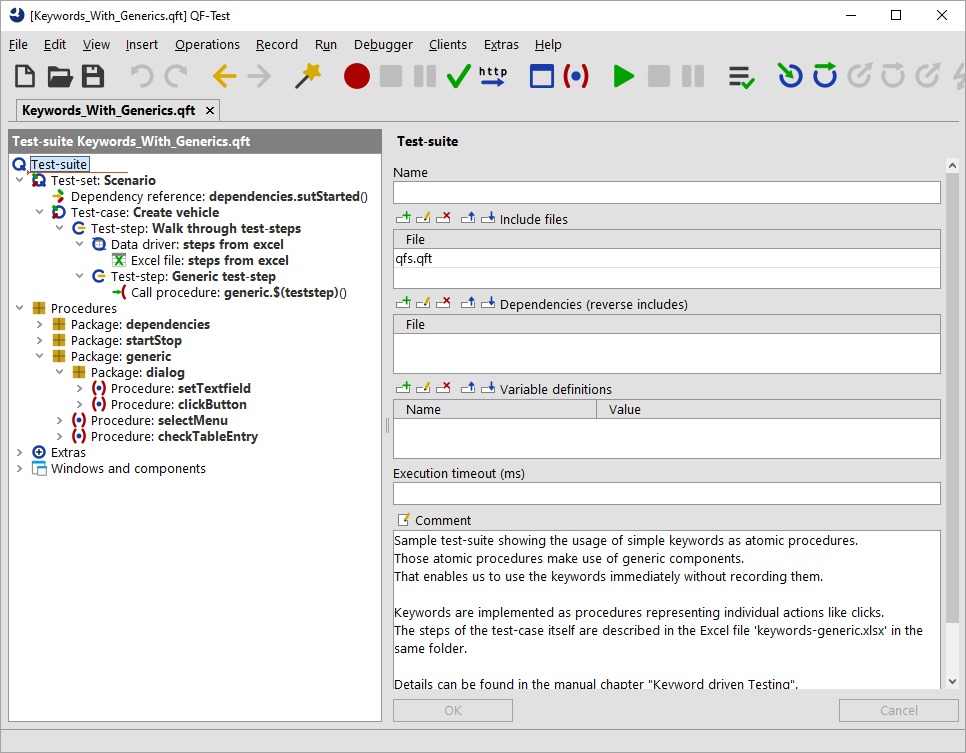 [Keywords_With_Generics.qft] QF-Test
File Edit View Insert Operations Record Run Debugger Clients Extras Help
http
Keywords_With_Generics.qft
Test-suite Keywords_With_Generics.qft
Test-suite
Test-set: Scenario
Dependency reference: dependencies.sutStarted()
Test-case: Create vehicle
Test-step: Walk through test-steps
Data driver: steps from excel
Excel file: steps from excel
Test-step: Generic test-step
Call procedure: generic.$(teststep)()
Procedures
Package: dependencies
Package: startStop
Package: generic
Package: dialog
Procedure: setTextfield
Procedure: clickButton
Procedure: selectMenu
Procedure: checkTableEntry
Extras
Windows and components
Test-suite
Name
Include files
File
qfs.qft
Dependencies (reverse includes)
File
Variable definitions
Name Value
Execution timeout (ms)
Comment
Sample test-suite showing the usage of simple keywords as atomic procedures.
Those atomic procedures make use of generic components.
That enables us to use the keywords immediately without recording them.
Keywords are implemented as procedures representing individual actions like clicks.
The steps of the test-case itself are described in the Excel file 'keywords-generic.xlsx' in the
same folder.
Details can be found in the manual chapter "Keyword driven Testing".
OK Cancel